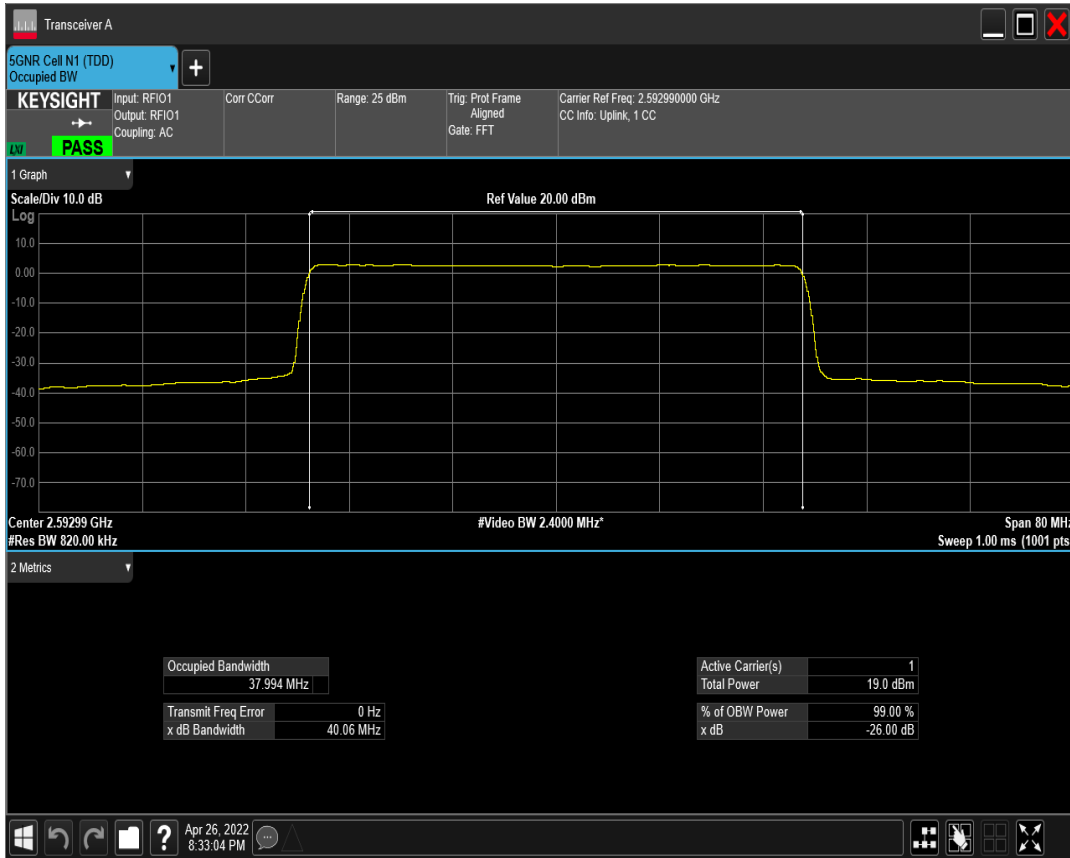 Transceiver A
5GNR Cell N1 (TDD)
Occupied BW
KEYSIGHT
LXI
PASS
Input: RFIO1
Output: RFIO1
Coupling: AC
Corr CCorr
Range: 25 dBm
Trig: Prot Frame
Aligned
Gate: FFT
Carrier Ref Freq: 2.592990000 GHz
CC Info: Uplink, 1 CC
1 Graph
Scale/Div 10.0 dB
Ref Value 20.00 dBm
Log
10.0
0.00
-10.0
-20.0
-30.0
-40.0
-50.0
-60.0
-70.0
Center 2.59299 GHz
#Video BW 2.4000 MHz*
Span 80 MHz
#Res BW 820.00 kHz
Sweep 1.00 ms (1001 pts
2 Metrics
Occupied Bandwidth
37.994 MHz
Transmit Freq Error 0 Hz
x dB Bandwidth 40.06 MHz
Active Carrier(s) 1
Total Power 19.0 dBm
% of OBW Power 99.00 %
x dB -26.00 dB
?
Apr 26, 2022
8:33:04 PM